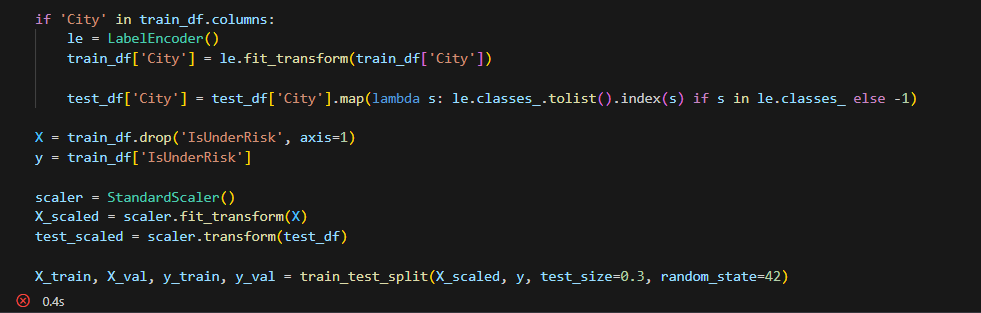 if 'City' in train_df.columns:
    le = LabelEncoder()
    train_df['City'] = le.fit_transform(train_df['City'])
    test_df['City'] = test_df['City'].map(lambda s: le.classes_.tolist().index(s) if s in le.classes_ else -1)
X = train_df.drop('IsUnderRisk', axis=1)
y = train_df['IsUnderRisk']
scaler = StandardScaler()
X_scaled = scaler.fit_transform(X)
test_scaled = scaler.transform(test_df)
X_train, X_val, y_train, y_val = train_test_split(X_scaled, y, test_size=0.3, random_state=42)
0.4s